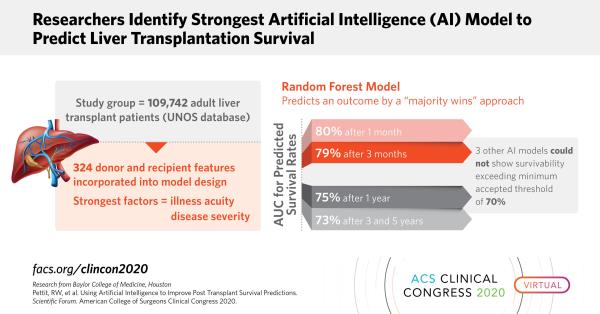 Researchers Identify Strongest Artificial Intelligence (AI) Model to
Predict Liver Transplantation Survival
Study group = 109,742 adult liver
transplant patients (UNOS database)
324 donor and recipient features
incorporated into model design
Strongest factors = illness acuity
disease severity
Random Forest Model
Predicts an outcome by a “majority wins” approach
AUC for Predicted
Survival Rates
80% after 1 month
79% after 3 months
75% after 1 year
73% after 3 and 5 years
3 other AI models could
not show survivability
exceeding minimum
accepted threshold
of 70%
facs.org/clincon2020
Research from Baylor College of Medicine, Houston
Pettit, RW, et al. Using Artificial Intelligence to Improve Post Transplant Survival Predictions.
Scientific Forum. American College of Surgeons Clinical Congress 2020.
ACS CLINICAL
CONGRESS 2020
VIRTUAL